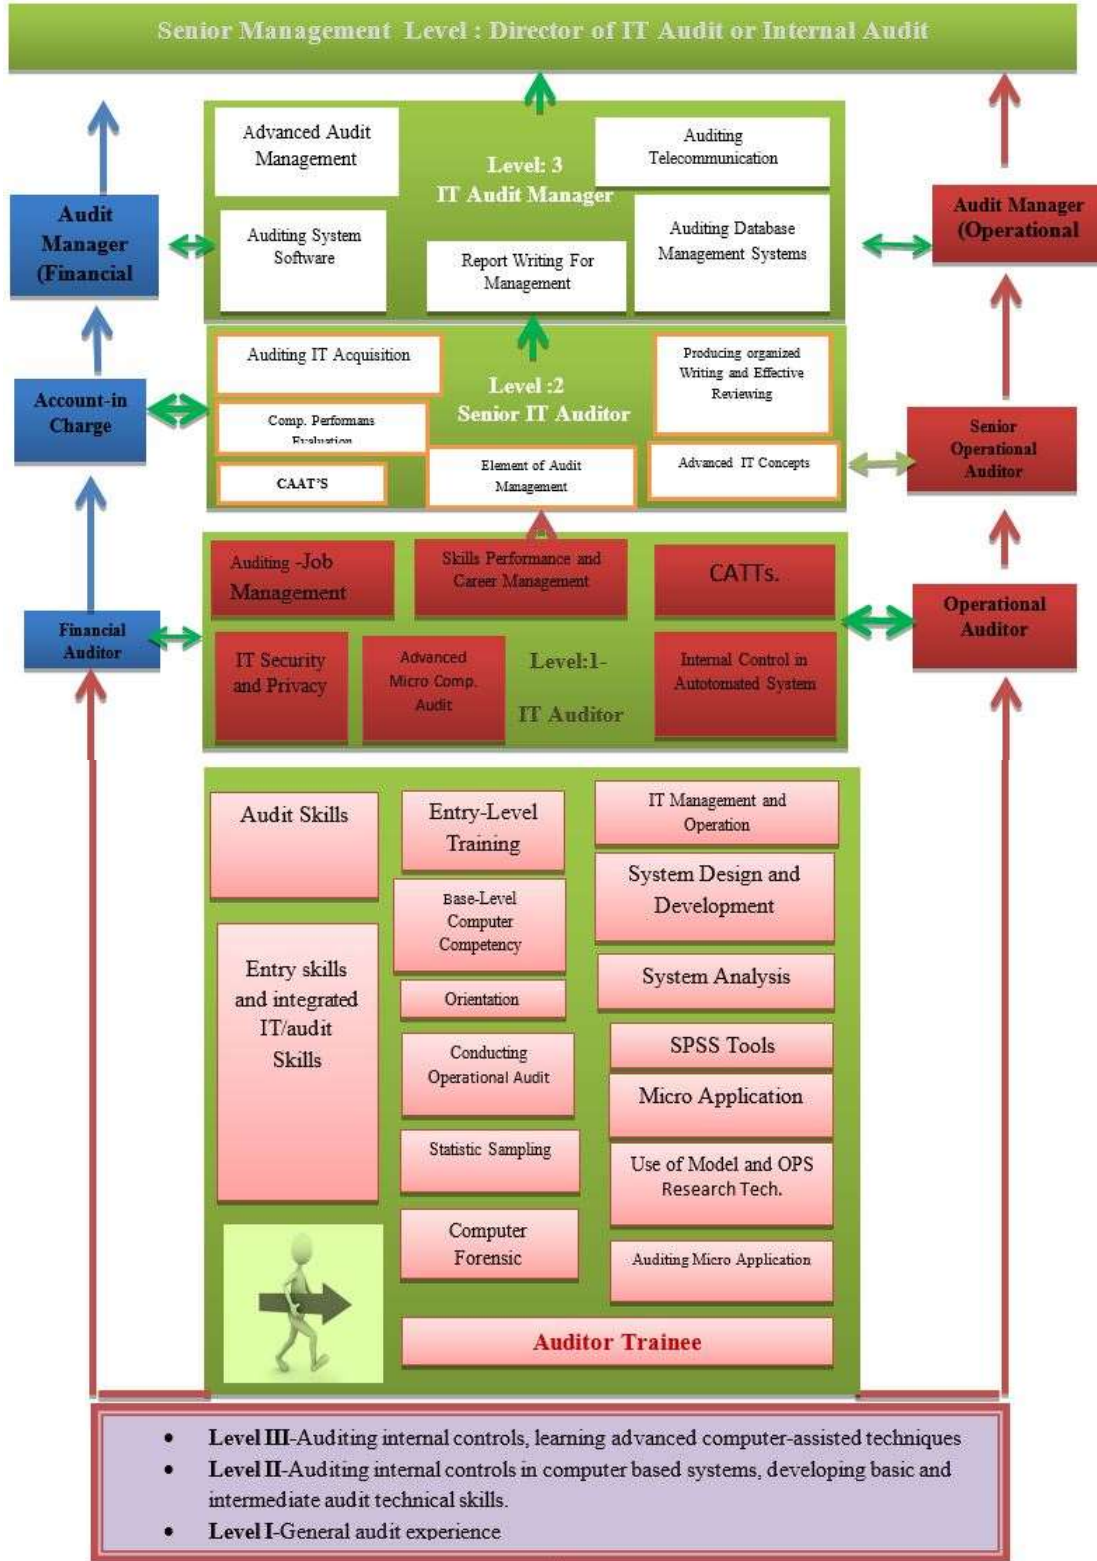 Senior Management Level : Director of IT Audit or Internal Audit
Advanced Audit
Management
Level: 3
IT Audit Manager
Auditing
Telecommunication
Audit
Manager
(Financial
Auditing System
Software
Report Writing For
Management
Auditing Database
Management Systems
Audit Manager
(Operational
Auditing IT Acquisition
Level :2
Senior IT Auditor
Producing organized
Writing and Effective
Reviewing
Account-in
Charge
Comp. Performans
Evaluation
CAAT'S
Element of Audit
Management
Advanced IT Concepts
Senior
Operational
Auditor
Auditing -Job
Management
Skills Performance and
Career Management
CATTs.
Financial
Auditor
IT Security
and Privacy
Advanced
Micro Comp.
Audit
Level:1-
IT Auditor
Internal Control in
Autotomated System
Operational
Auditor
Audit Skills
Entry-Level
Training
IT Management and
Operation
Base-Level
Computer
Competency
System Design and
Development
Entry skills
and integrated
IT/audit
Skills
Orientation
System Analysis
Conducting
Operational Audit
SPSS Tools
Micro Application
Statistic Sampling
Use of Model and OPS
Research Tech.
Computer
Forensic
Auditing Micro Application
Auditor Trainee
• Level III-Auditing internal controls, learning advanced computer-assisted techniques
• Level II-Auditing internal controls in computer based systems, developing basic and
intermediate audit technical skills.
• Level I-General audit experience